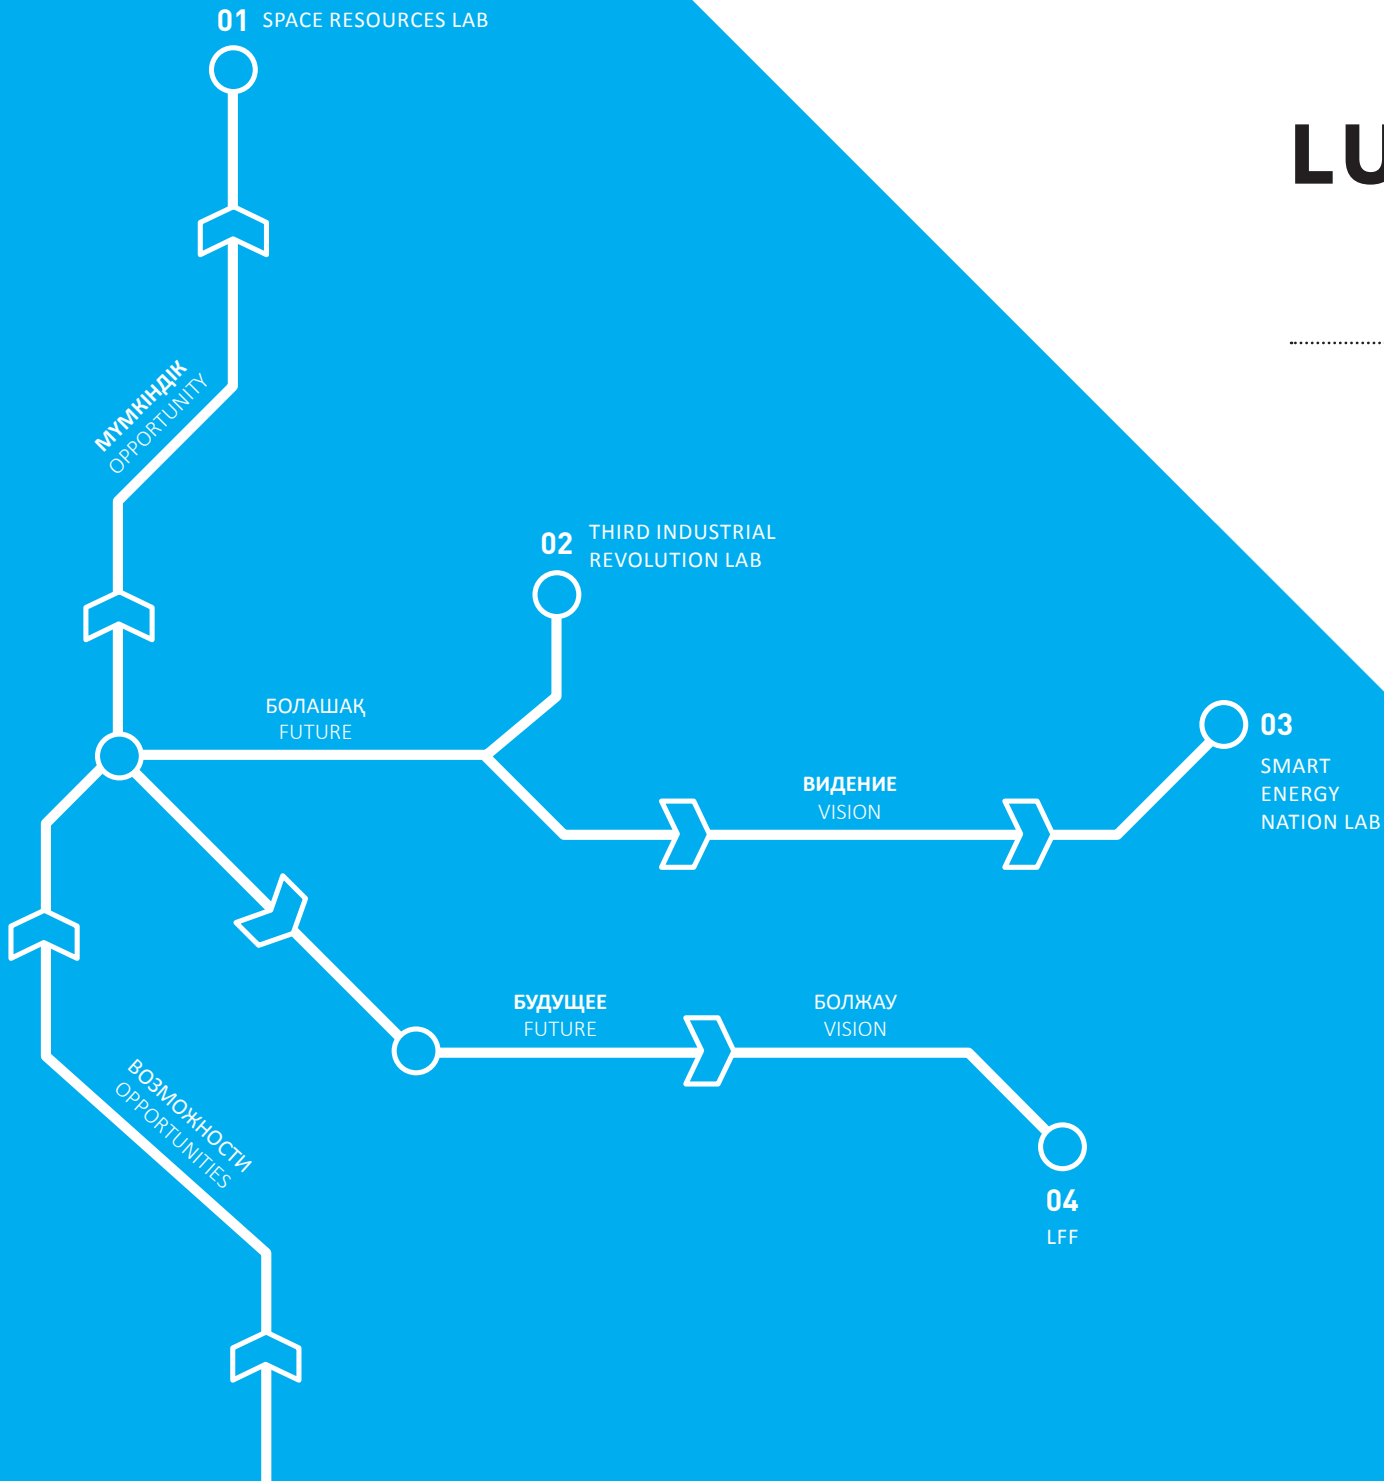 01 SPACE RESOURCES LAB
LU
МҮМКІНДІК
OPPORTUNITY
02 THIRD INDUSTRIAL
REVOLUTION LAB
БОЛАШАҚ
FUTURE
03
SMART
ENERGY
NATION LAB
ВИДЕНИЕ
VISION
БУДУЩЕЕ
FUTURE
БОЛЖАУ
VISION
ВОЗМОЖНОСТИ
OPPORTUNITIES
04
LFF